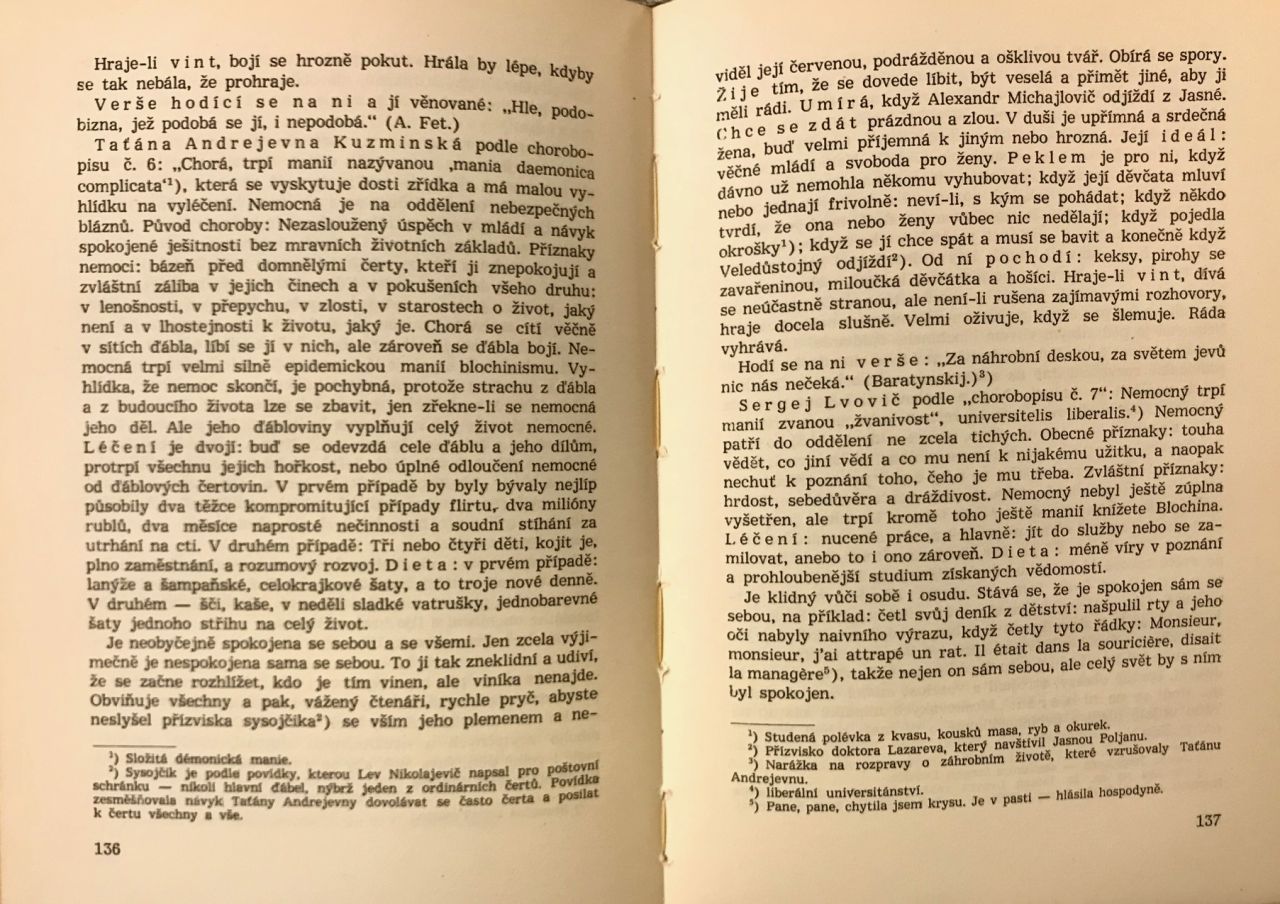 Hraje-li vint, bojí se hrozně pokut. Hrála by lépe, kdyby
se tak nebála, že prohraje.
Verše hodící se na ni a jí věnované: „Hle, podo-
bizna, jež podobá se jí, i nepodobá.“ (A. Fet.)
Taťána Andrejevna Kuzminská podle chorobo-
pisu č. 6: „Chorá, trpí manií nazývanou ‚mania daemonica
complicata‘¹), která se vyskytuje dosti zřídka a má malou vy-
hlídku na vyléčení. Nemocná je na oddělení nebezpečných
bláznů. Původ choroby: Nezasloužený úspěch v mládí a návyk
spokojené ješitnosti bez mravních životních základů. Příznaky
nemoci: bázeň před domnělými čerty, kteří ji znepokojují a
zvláštní záliba v jejich činech a v pokušeních všeho druhu:
v lenošnosti, v přepychu, v zlosti, v starostech o život, jaký
není a v lhostejnosti k životu, jaký je. Chorá se cítí věčně
v sítích ďábla, líbí se jí v nich, ale zároveň se ďábla bojí. Ne-
mocná trpí velmi silně epidemickou manií blochinismu. Vy-
hlídka, že nemoc skončí, je pochybná, protože strachu z ďábla
a z budoucího života lze se zbavit, jen zřekne-li se nemocná
jeho děl. Ale jeho ďábloviny vyplňují celý život nemocné.
Léčení je dvojí: buď se odevzdá cele ďáblu a jeho dílům,
protrpí všechnu jejich hořkost, nebo úplné odloučení nemocné
od ďáblových čertovin. V prvém případě by byly bývaly nejlíp
působily dva těžce kompromitující případy flirtu, dva milióny
rublů, dva měsíce naprosté nečinnosti a soudní stíhání za
utrhání na cti. V druhém případě: Tři nebo čtyři děti, kojit je,
plno zaměstnání, a rozumový rozvoj. Dieta: v prvém případě:
lanýže a šampaňské, celokrajkové šaty, a to troje nové denně.
V druhém — šči, kaše, v neděli sladké vatrušky, jednobarevné
šaty jednoho střihu na celý život.
Je neobyčejně spokojena se sebou a se všemi. Jen zcela výji-
mečně je nespokojena sama se sebou. To ji tak zneklidní a udiví,
že se začne rozhlížet, kdo je tím vinen, ale viníka nenajde.
Obviňuje všechny a pak, vážený čtenáři, rychle pryč, abyste
neslyšel přízviska sysojčika²) se vším jeho plemenem a ne-
¹) Složitá démonická manie.
²) Sysojčik je podle povídky, kterou Lev Nikolajevič napsal pro poštovní
schránku — nikoli hlavní ďábel, nýbrž jeden z ordinárních čertů. Povídka
zesměšňovala návyk Taťány Andrejevny dovolávat se často čerta a posílat
k čertu všechny a vše.
136
viděl její červenou, podrážděnou a ošklivou tvář. Obírá se spory.
Žije tím, že se dovede líbit, být veselá a přimět jiné, aby ji
měli rádi. Umírá, když Alexandr Michajlovič odjíždí z Jasné.
Chce se zdát prázdnou a zlou. V duši je upřímná a srdečná
žena, buď velmi příjemná k jiným nebo hrozná. Její ideál:
věčné mládí a svoboda pro ženy. Peklem je pro ni, když
dávno už nemohla někomu vyhubovat; když její děvčata mluví
nebo jednají frivolně: neví-li, s kým se pohádat; když někdo
tvrdí, že ona nebo ženy vůbec nic nedělají; když pojedla
okrošky¹); když se jí chce spát a musí se bavit a konečně když
Veledůstojný odjíždí²). Od ní pochodí: keksy, pirohy se
zavařeninou, miloučká děvčátka a hošíci. Hraje-li vint, dívá
se neúčastně stranou, ale není-li rušena zajímavými rozhovory,
hraje docela slušně. Velmi oživuje, když se šlemuje. Ráda
vyhrává.
Hodí se na ni verše: „Za náhrobní deskou, za světem jevů
nic nás nečeká.“ (Baratynskij.)³)
Sergej Lvovič podle „chorobopisu č. 7“: Nemocný trpí
manií zvanou „žvanivost“, universitelis liberalis.⁴) Nemocný
patří do oddělení ne zcela tichých. Obecné příznaky: touha
vědět, co jiní vědí a co mu není k nijakému užitku, a naopak
nechuť k poznání toho, čeho je mu třeba. Zvláštní příznaky:
hrdost, sebedůvěra a dráždivost. Nemocný nebyl ještě zúplna
vyšetřen, ale trpí kromě toho ještě manií knížete Blochina.
Léčení: nucené práce, a hlavně: jít do služby nebo se za-
milovat, anebo to i ono zároveň. Dieta: méně víry v poznání
a prohloubenější studium získaných vědomostí.
Je klidný vůči sobě i osudu. Stává se, že je spokojen sám se
sebou, na příklad: četl svůj deník z dětství: našpulil rty a jeho
oči nabyly naivního výrazu, když četly tyto řádky: Monsieur,
monsieur, j'ai attrapé un rat. Il était dans la souricière, disait
la managère⁵), takže nejen on sám sebou, ale celý svět by s ním
byl spokojen.
¹) Studená polévka z kvasu, kousků masa, ryb a okurek.
²) Přízvisko doktora Lazareva, který navštívil Jasnou Poljanu.
³) Narážka na rozpravy o záhrobním životě, které vzrušovaly Taťánu
Andrejevnu.
⁴) liberální universitánství.
⁵) Pane, pane, chytila jsem krysu. Je v pasti — hlásila hospodyně.
137